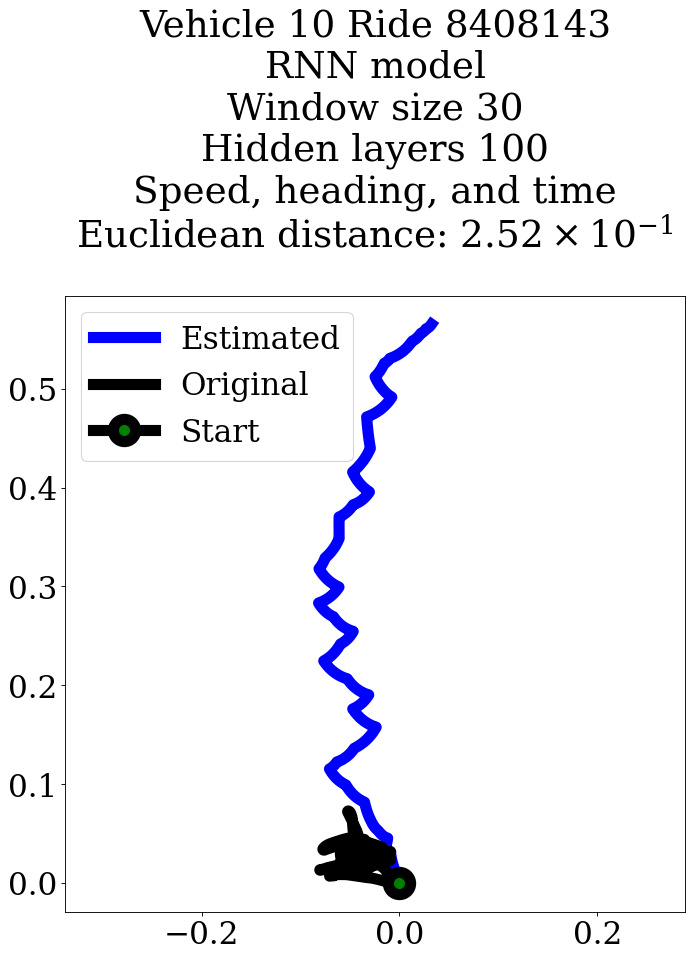 Vehicle 10 Ride 8408143
RNN model
Window size 30
Hidden layers 100
Speed, heading, and time
Euclidean distance: 2.52 × 10⁻¹
Estimated
Original
Start
0.5
0.4
0.3
0.2
0.1
0.0
−0.2 0.0 0.2